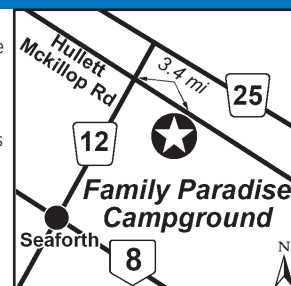 e
s
Hullett
Mckillop Rd
3.4 mi
25
12
Family Paradise
Campground
Seaforth
8
N